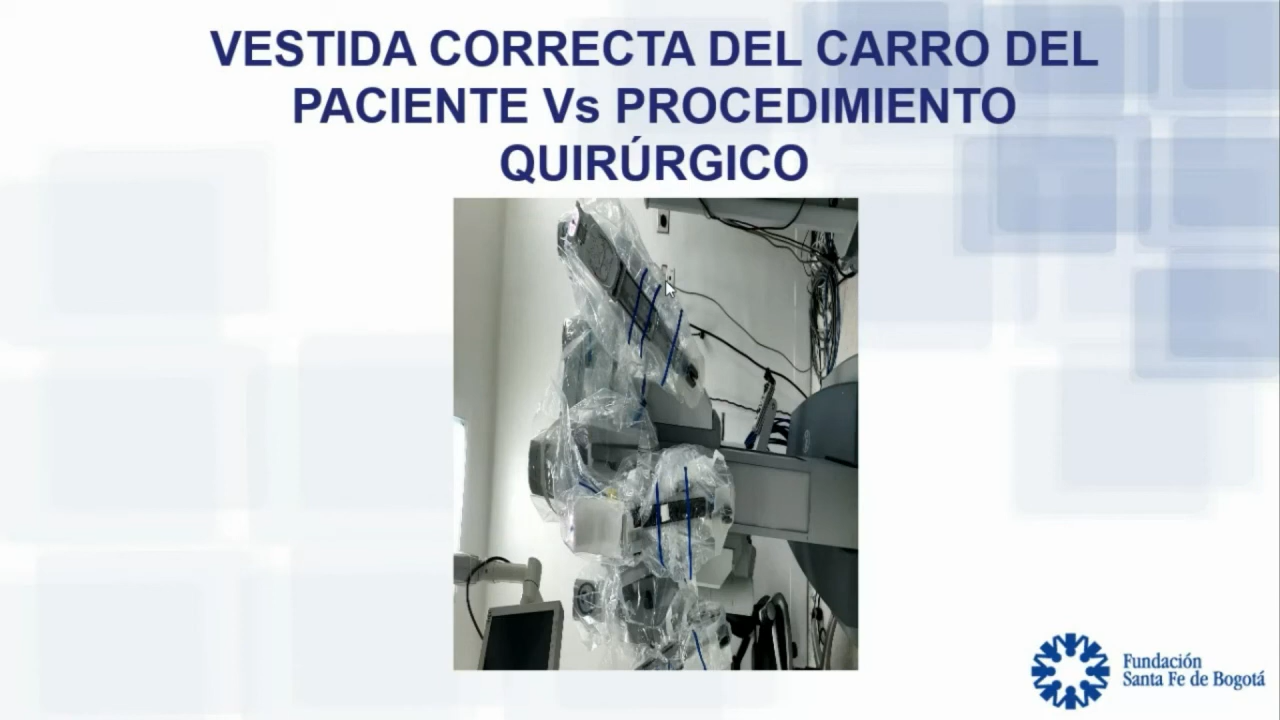 VESTIDA CORRECTA DEL CARRO DEL
PACIENTE Vs PROCEDIMIENTO
QUIRÚRGICO
Fundación
Santa Fe de Bogotá